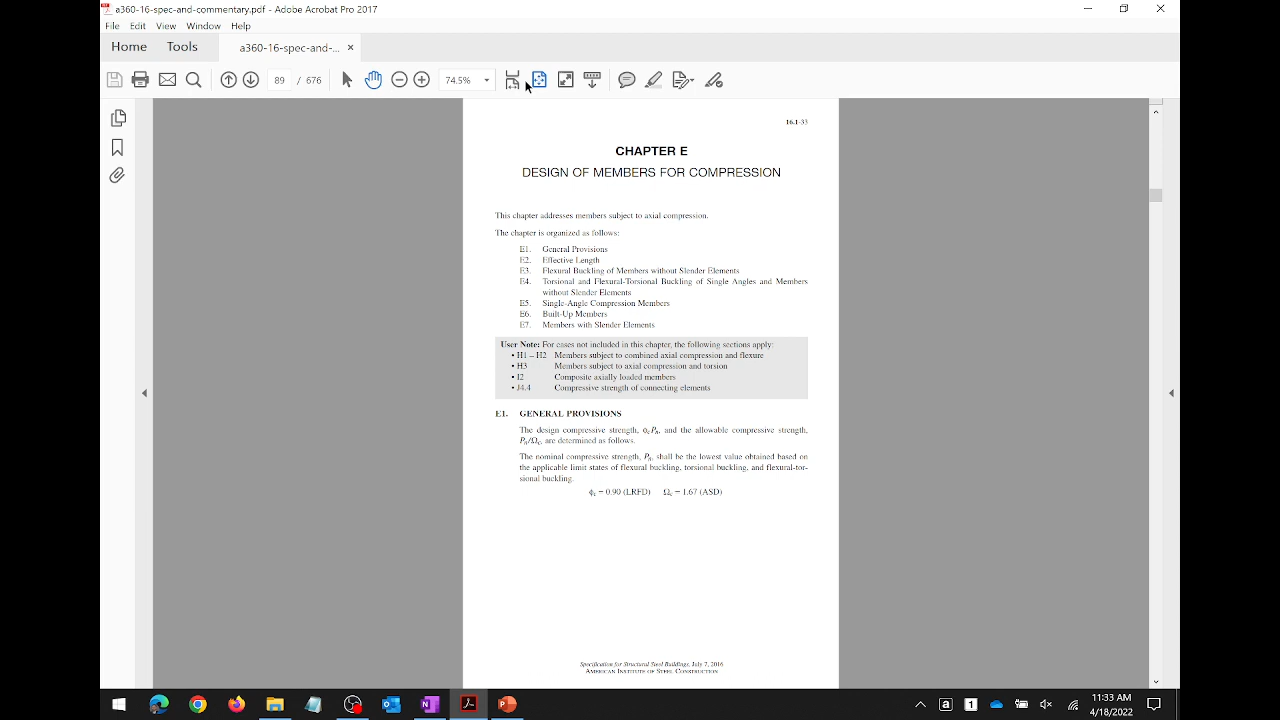 a360-16-spec-and-commentary.pdf - Adobe Acrobat Pro 2017
File Edit View Window Help
Home Tools a360-16-spec-and-... ×
89 / 676 74.5%
16.1-33
CHAPTER E
DESIGN OF MEMBERS FOR COMPRESSION
This chapter addresses members subject to axial compression.
The chapter is organized as follows:
E1. General Provisions
E2. Effective Length
E3. Flexural Buckling of Members without Slender Elements
E4. Torsional and Flexural-Torsional Buckling of Single Angles and Members
without Slender Elements
E5. Single-Angle Compression Members
E6. Built-Up Members
E7. Members with Slender Elements
User Note: For cases not included in this chapter, the following sections apply:
• H1 – H2 Members subject to combined axial compression and flexure
• H3 Members subject to axial compression and torsion
• I2 Composite axially loaded members
• J4.4 Compressive strength of connecting elements
E1. GENERAL PROVISIONS
The design compressive strength, ϕcPn, and the allowable compressive strength,
Pn/Ωc, are determined as follows.
The nominal compressive strength, Pn, shall be the lowest value obtained based on
the applicable limit states of flexural buckling, torsional buckling, and flexural-tor-
sional buckling.
ϕc = 0.90 (LRFD) Ωc = 1.67 (ASD)
Specification for Structural Steel Buildings, July 7, 2016
AMERICAN INSTITUTE OF STEEL CONSTRUCTION
11:33 AM
4/18/2022